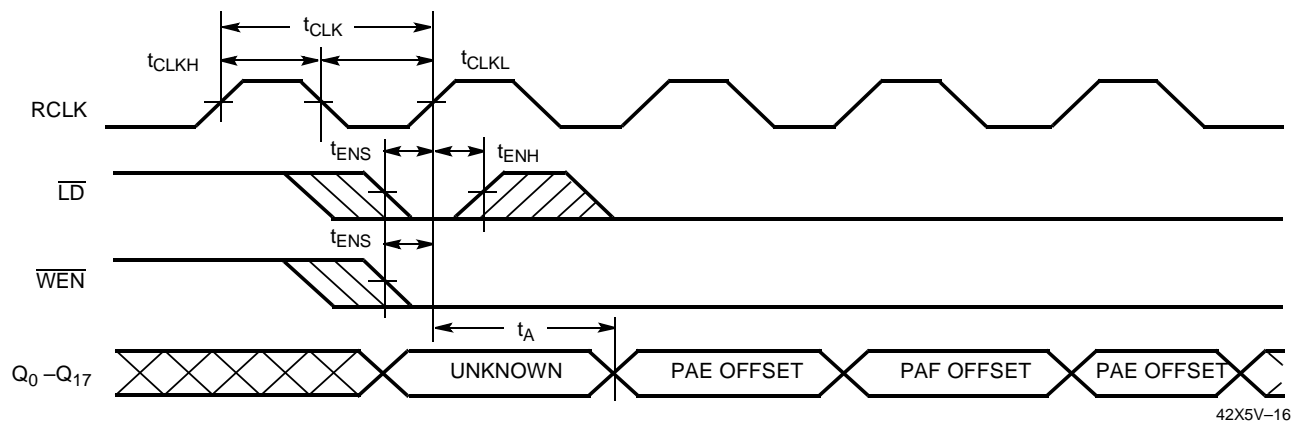 tCLK
tCLKH
tCLKL
RCLK
tENS
tENH
LD
tENS
WEN
tA
Q0 –Q17
UNKNOWN
PAE OFFSET
PAF OFFSET
PAE OFFSET
42X5V–16